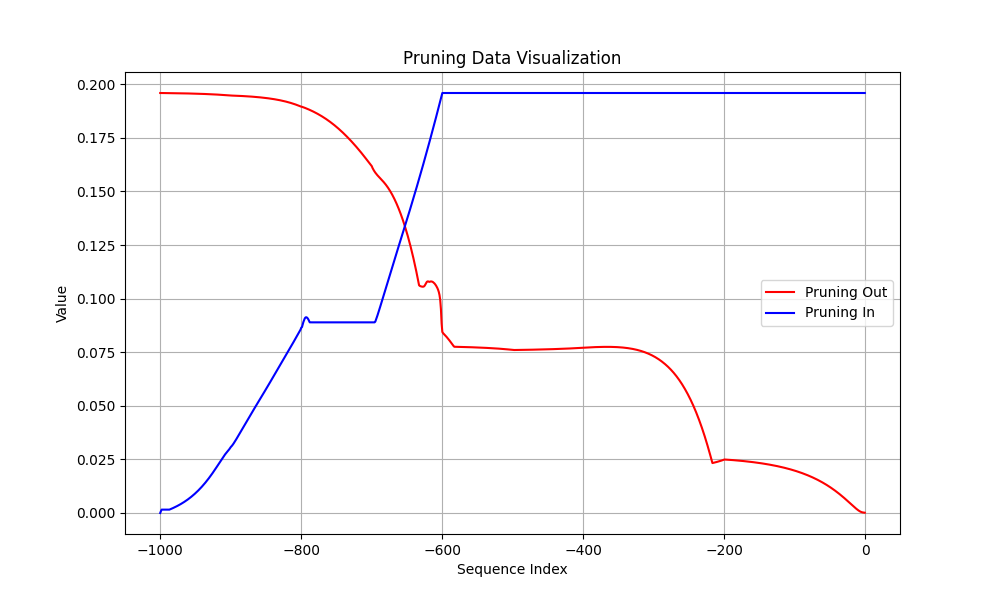 Pruning Data Visualization
0.200
0.175
0.150
0.125
0.100
0.075
0.050
0.025
0.000
Value
Pruning Out
Pruning In
−1000 −800 −600 −400 −200 0
Sequence Index